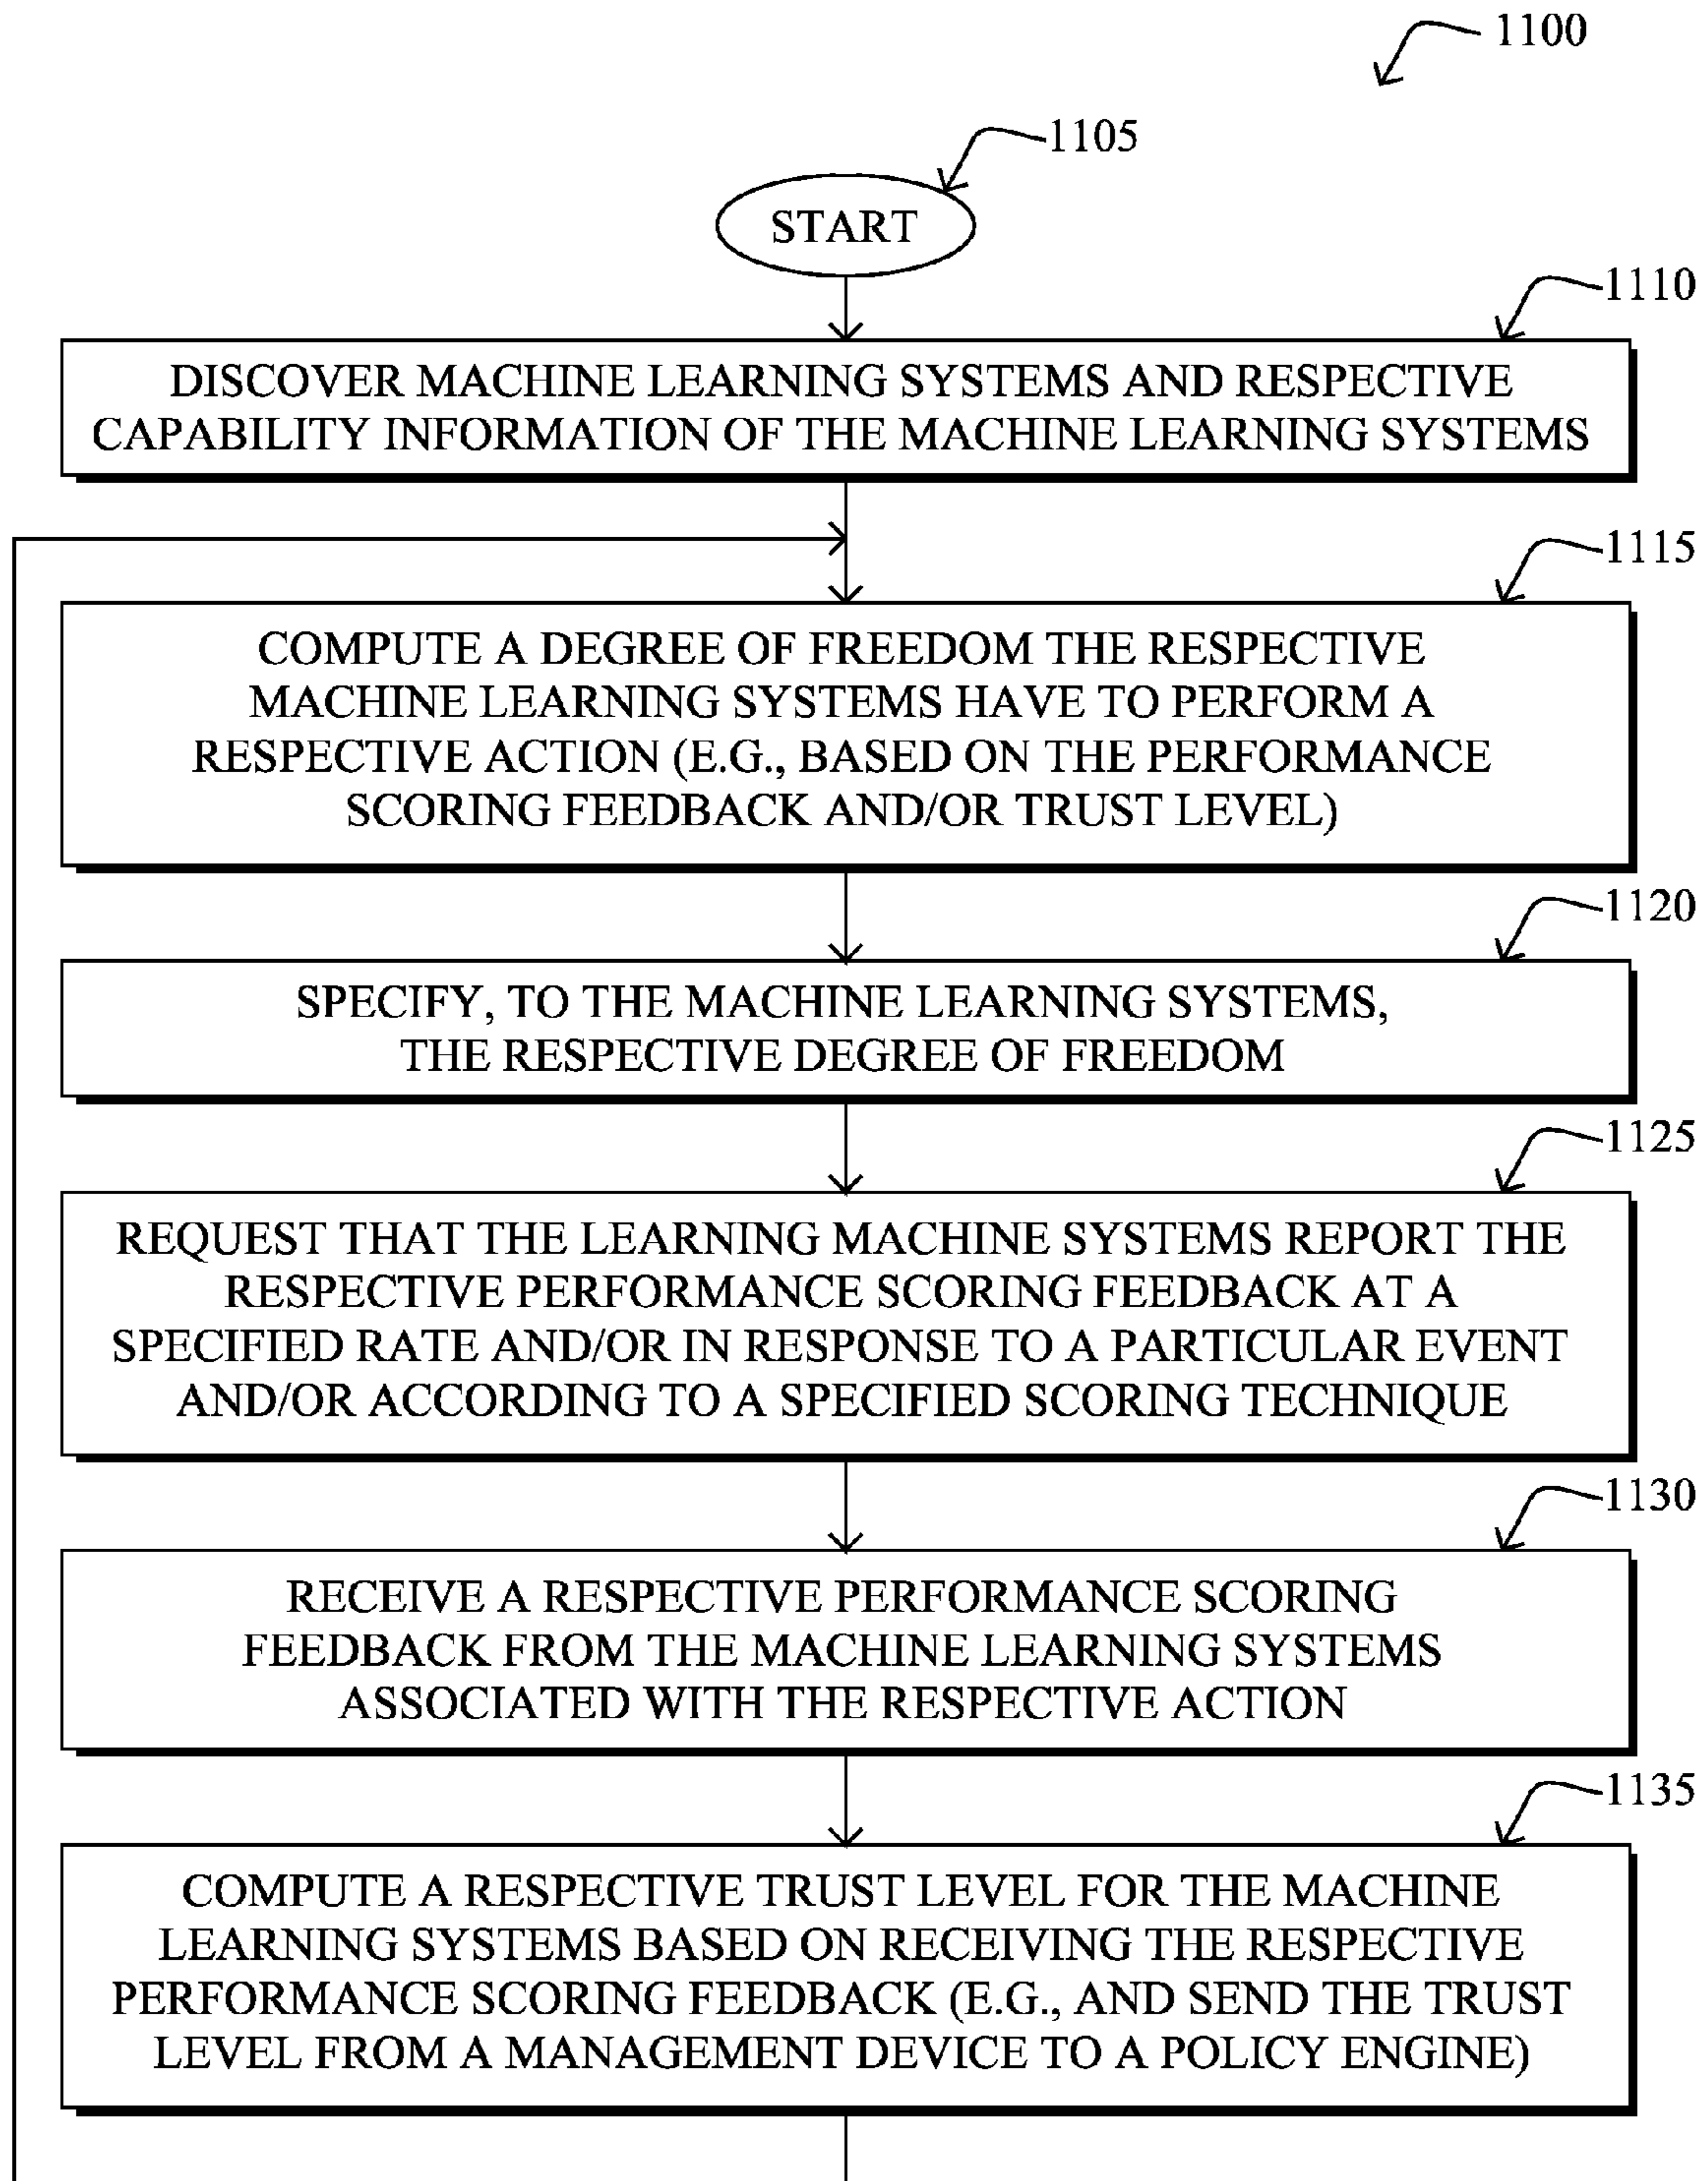 1100
1105
START
1110
DISCOVER MACHINE LEARNING SYSTEMS AND RESPECTIVE
CAPABILITY INFORMATION OF THE MACHINE LEARNING SYSTEMS
1115
COMPUTE A DEGREE OF FREEDOM THE RESPECTIVE
MACHINE LEARNING SYSTEMS HAVE TO PERFORM A
RESPECTIVE ACTION (E.G., BASED ON THE PERFORMANCE
SCORING FEEDBACK AND/OR TRUST LEVEL)
1120
SPECIFY, TO THE MACHINE LEARNING SYSTEMS,
THE RESPECTIVE DEGREE OF FREEDOM
1125
REQUEST THAT THE LEARNING MACHINE SYSTEMS REPORT THE
RESPECTIVE PERFORMANCE SCORING FEEDBACK AT A
SPECIFIED RATE AND/OR IN RESPONSE TO A PARTICULAR EVENT
AND/OR ACCORDING TO A SPECIFIED SCORING TECHNIQUE
1130
RECEIVE A RESPECTIVE PERFORMANCE SCORING
FEEDBACK FROM THE MACHINE LEARNING SYSTEMS
ASSOCIATED WITH THE RESPECTIVE ACTION
1135
COMPUTE A RESPECTIVE TRUST LEVEL FOR THE MACHINE
LEARNING SYSTEMS BASED ON RECEIVING THE RESPECTIVE
PERFORMANCE SCORING FEEDBACK (E.G., AND SEND THE TRUST
LEVEL FROM A MANAGEMENT DEVICE TO A POLICY ENGINE)